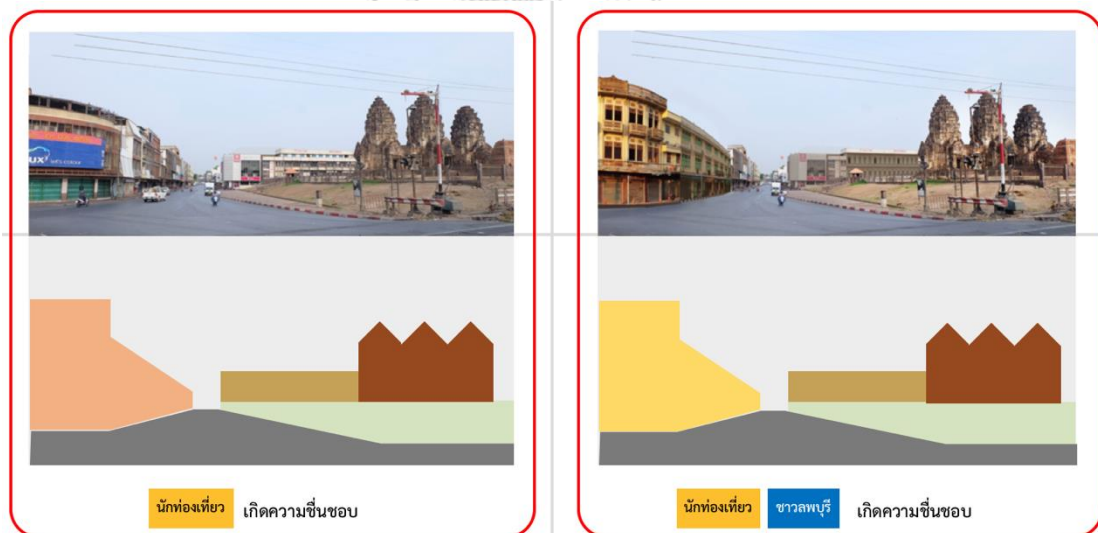 นักท่องเที่ยว เกิดความชื่นชอบ
นักท่องเที่ยว ชาวลพบุรี เกิดความชื่นชอบ